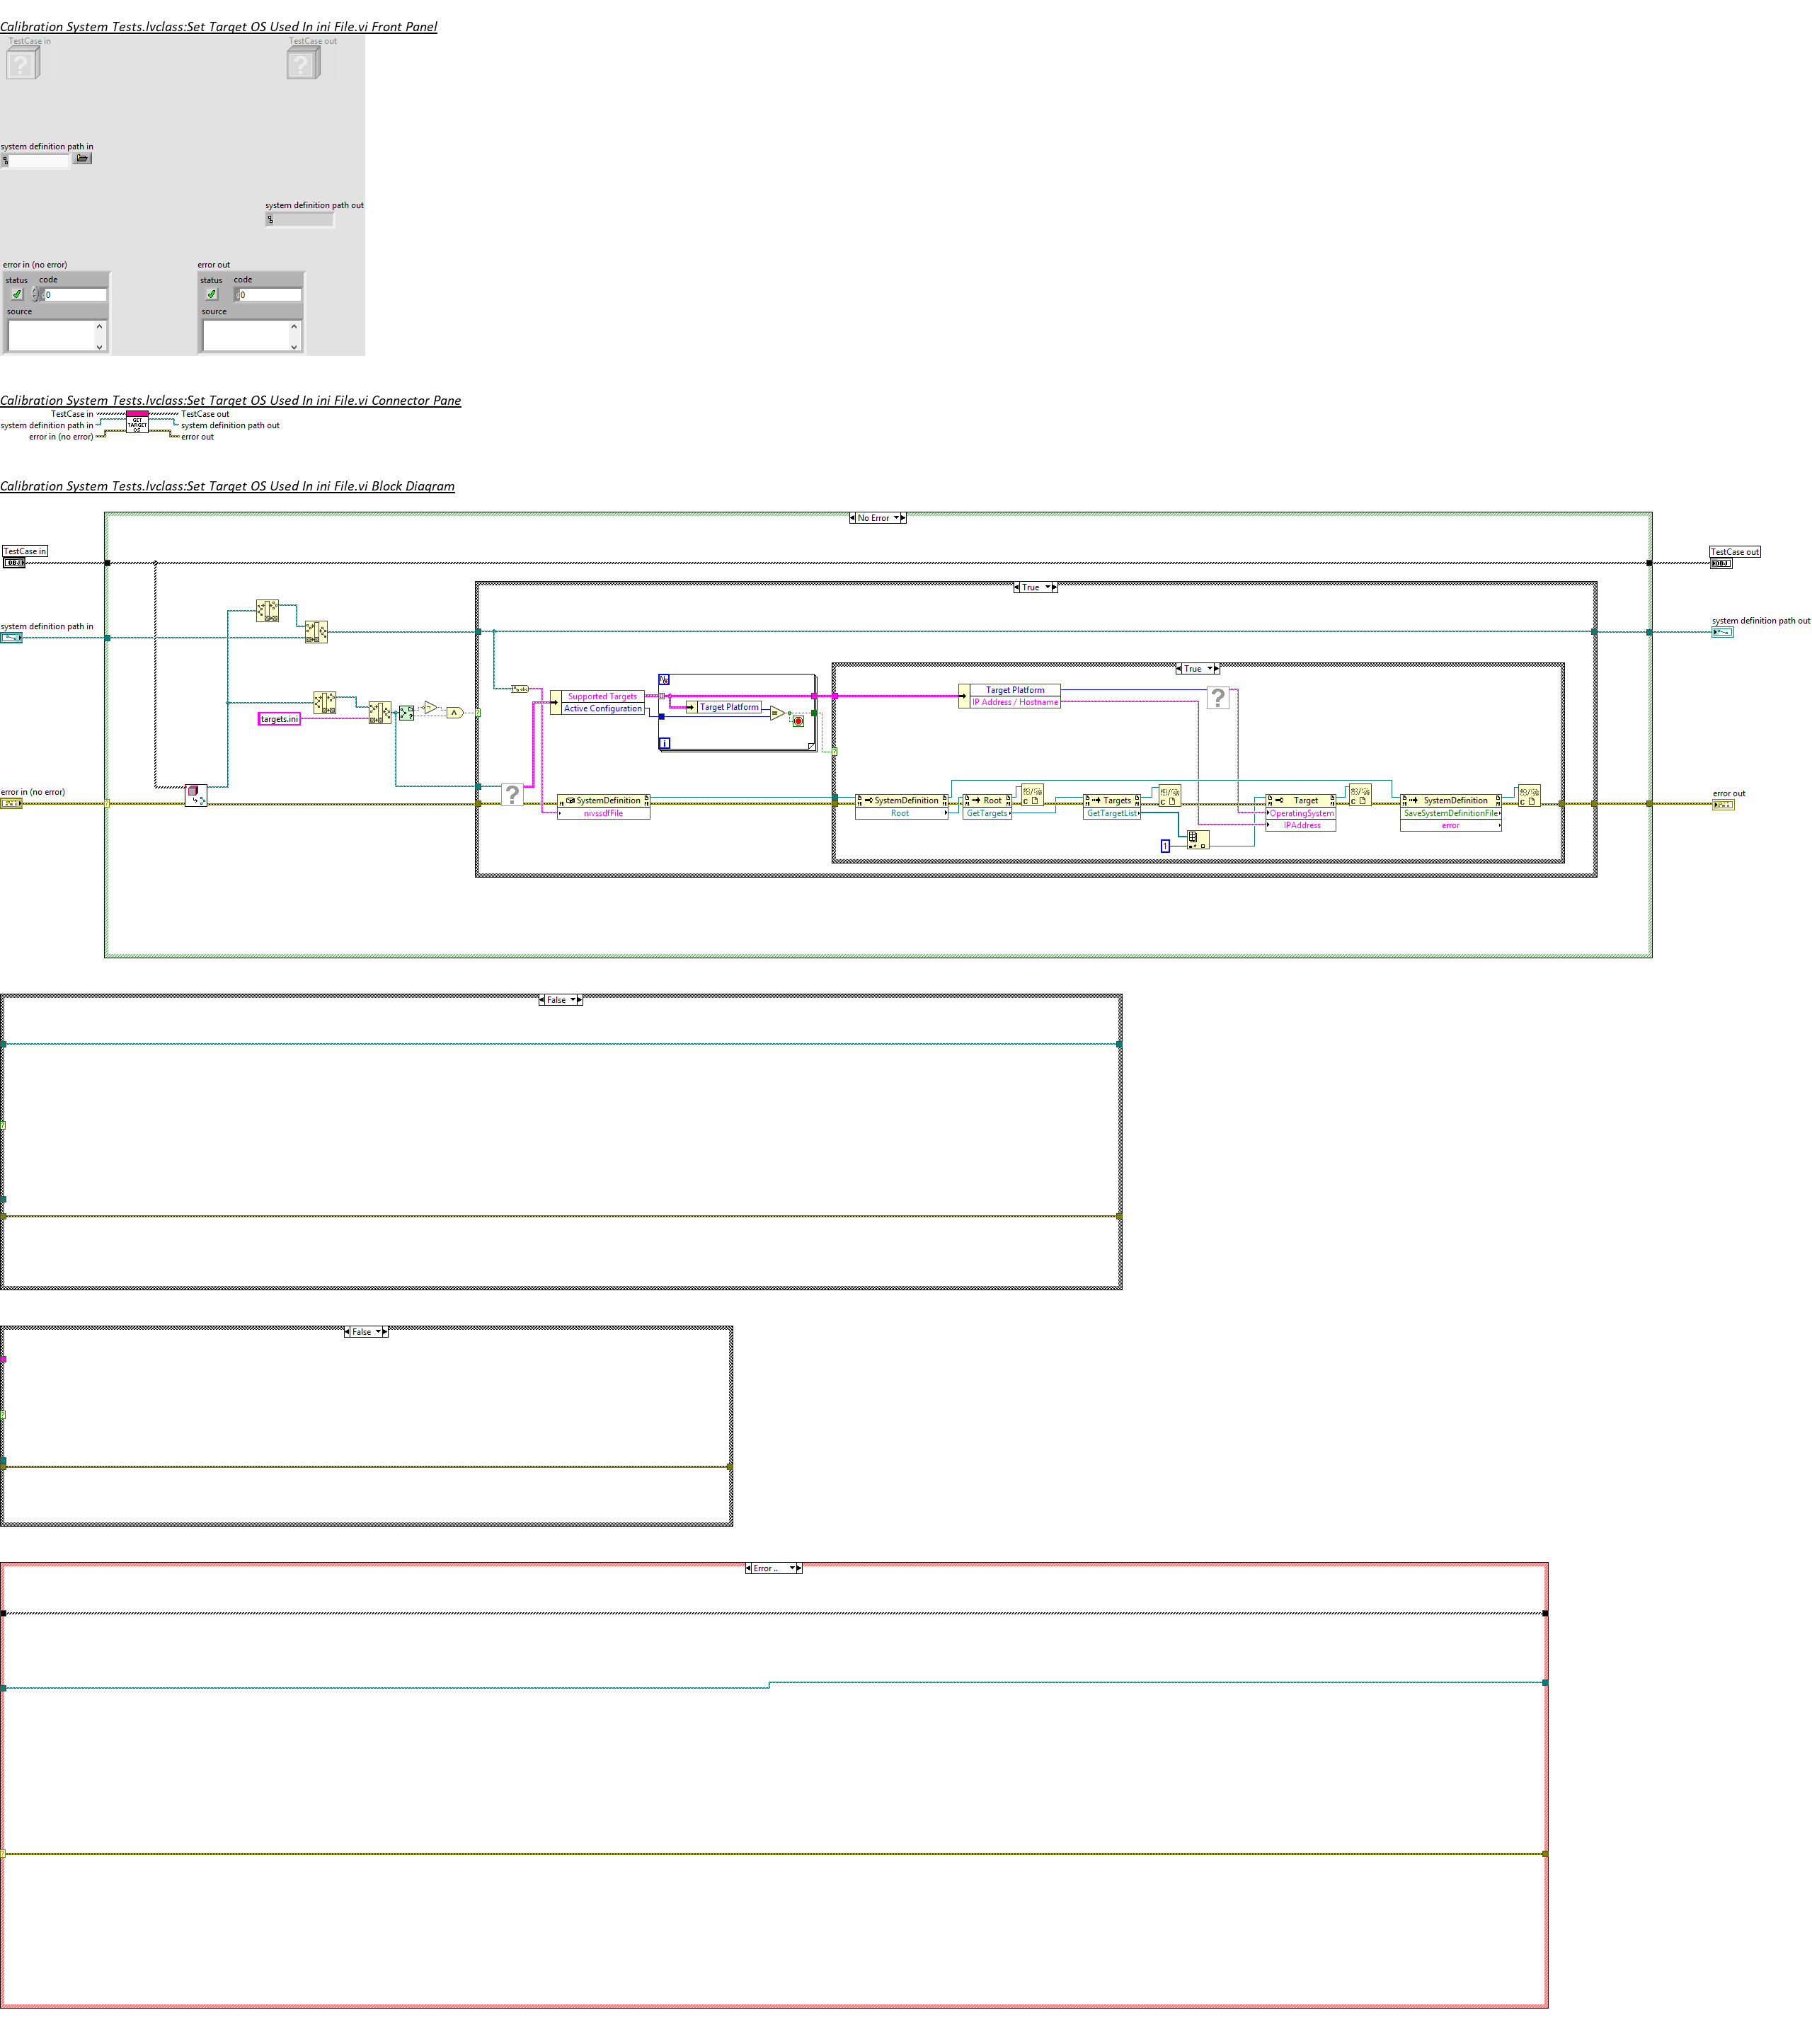 Calibration System Tests.lvclass:Set Target OS Used In ini File.vi Front Panel
TestCase in
TestCase out
system definition path in
system definition path out
error in (no error)
error out
status code
status code
0
0
source
source
Calibration System Tests.lvclass:Set Target OS Used In ini File.vi Connector Pane
TestCase in
TestCase out
system definition path in
system definition path out
error in (no error)
error out
GET
TARGET
OS
Calibration System Tests.lvclass:Set Target OS Used In ini File.vi Block Diagram
No Error
TestCase in
TestCase out
True
system definition path in
system definition path out
True
Supported Targets
Active Configuration
Target Platform
Target Platform
IP Address / Hostname
targets.ini
error in (no error)
error out
SystemDefinition
nivssdfFile
SystemDefinition
Root
Root
GetTargets
Targets
GetTargetList
1
Target
OperatingSystem
IPAddress
SystemDefinition
SaveSystemDefinitionFile
error
False
False
Error ..